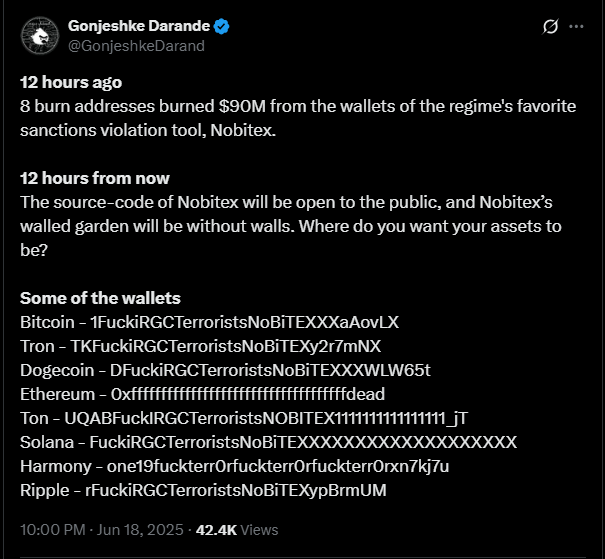 Gonjeshke Darande
@GonjeshkeDarand
12 hours ago
8 burn addresses burned $90M from the wallets of the regime's favorite
sanctions violation tool, Nobitex.
12 hours from now
The source-code of Nobitex will be open to the public, and Nobitex’s
walled garden will be without walls. Where do you want your assets to
be?
Some of the wallets
Bitcoin - 1FuckiRGCTerroristsNoBiTEXXXaAovLX
Tron - TKFuckiRGCTerroristsNoBiTEXy2r7mNX
Dogecoin - DFuckiRGCTerroristsNoBiTEXXXWLW65t
Ethereum - 0xffffffffffffffffffffffffffffffffffffdead
Ton - UQABFuckIRGCTerroristsNOBITEX1111111111111111_jT
Solana - FuckiRGCTerroristsNoBiTEXXXXXXXXXXXXXXXXXXX
Harmony - one19fuckterr0rfuckterr0rfuckterr0rxn7kj7u
Ripple - rFuckiRGCTerroristsNoBiTEXypBrmUM
10:00 PM · Jun 18, 2025 · 42.4K Views